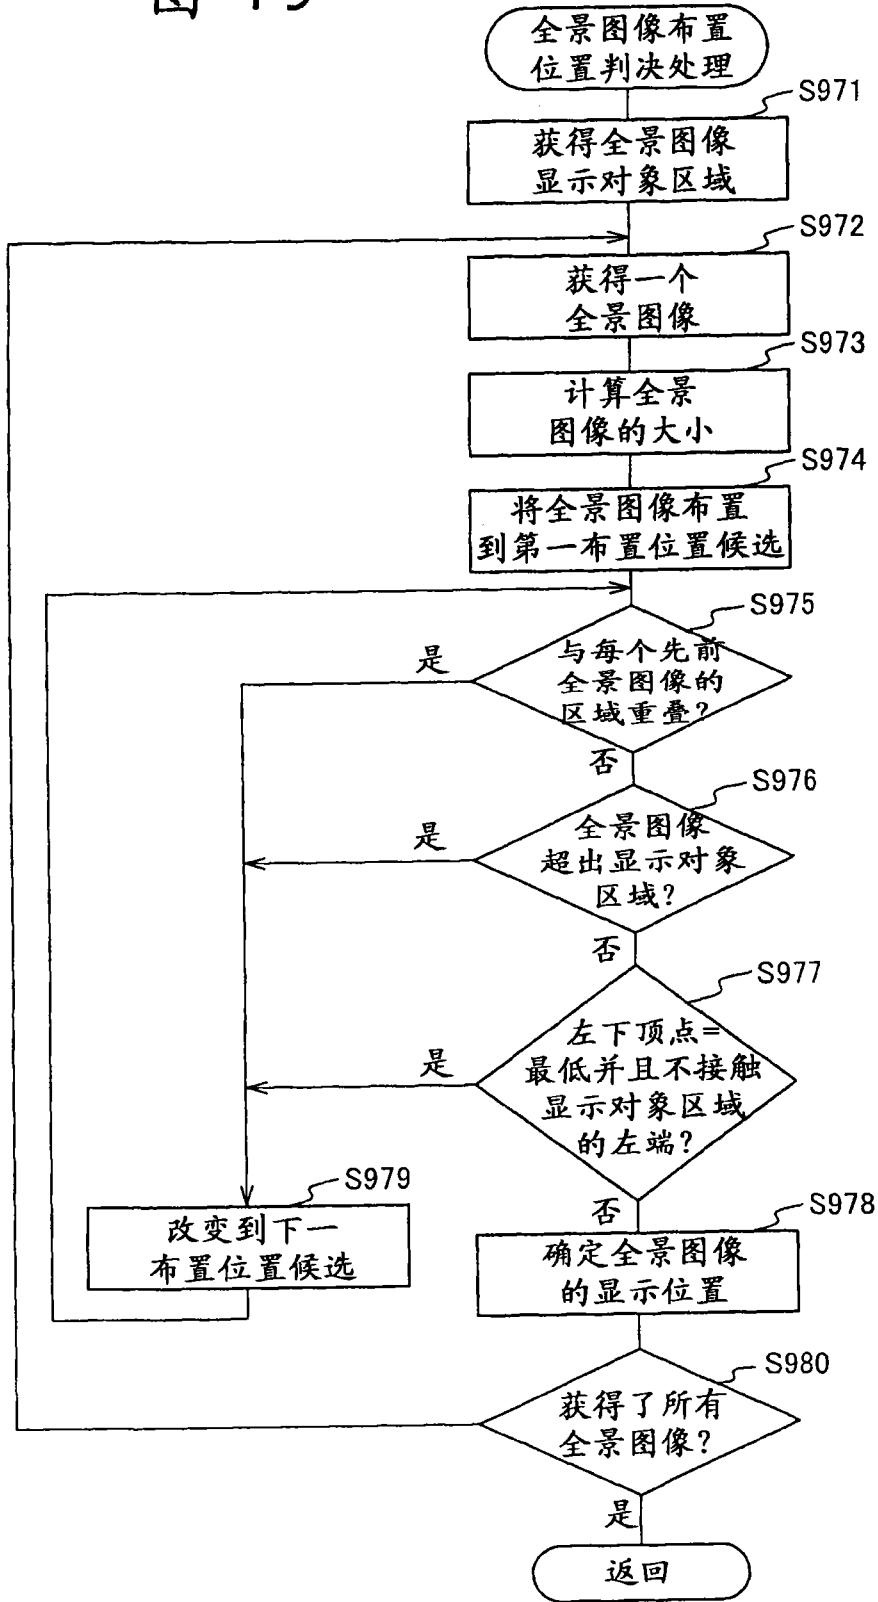 全景图像布置
位置判决处理
S971
获得全景图像
显示对象区域
S972
获得一个
全景图像
S973
计算全景
图像的大小
S974
将全景图像布置
到第一布置位置候选
S975
与每个先前
全景图像的
区域重叠?
是
否
S976
全景图像
超出显示对象
区域?
是
否
S977
左下顶点=
最低并且不接触
显示对象区域
的左端?
是
否
S979
改变到下一
布置位置候选
S978
确定全景图像
的显示位置
S980
获得了所有
全景图像?
是
返回